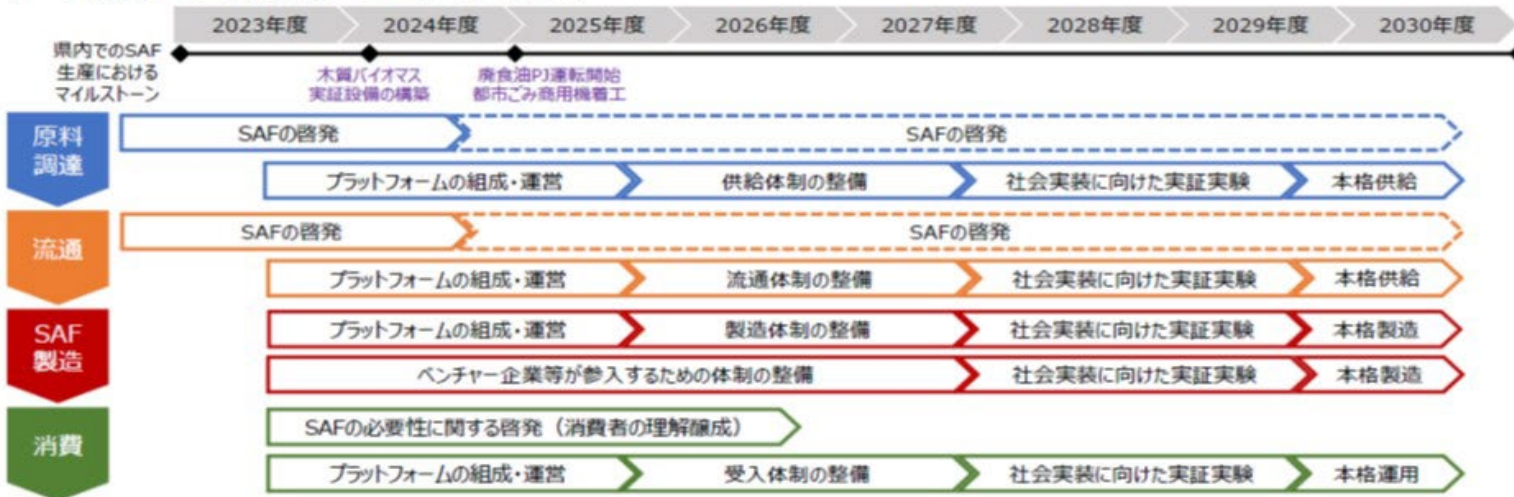 2023年度 2024年度 2025年度 2026年度 2027年度 2028年度 2029年度 2030年度
県内でのSAF
生産における
マイルストーン
木質バイオマス
実証設備の構築
廃食油PJ運転開始
都市ごみ商用機着工
原料
調達
SAFの啓発 SAFの啓発
プラットフォームの組成・運営 供給体制の整備 社会実装に向けた実証実験 本格供給
流通
SAFの啓発 SAFの啓発
プラットフォームの組成・運営 流通体制の整備 社会実装に向けた実証実験 本格供給
SAF
製造
プラットフォームの組成・運営 製造体制の整備 社会実装に向けた実証実験 本格製造
ベンチャー企業等が参入するための体制の整備 社会実装に向けた実証実験 本格製造
消費
SAFの必要性に関する啓発（消費者の理解醸成）
プラットフォームの組成・運営 受入体制の整備 社会実装に向けた実証実験 本格運用